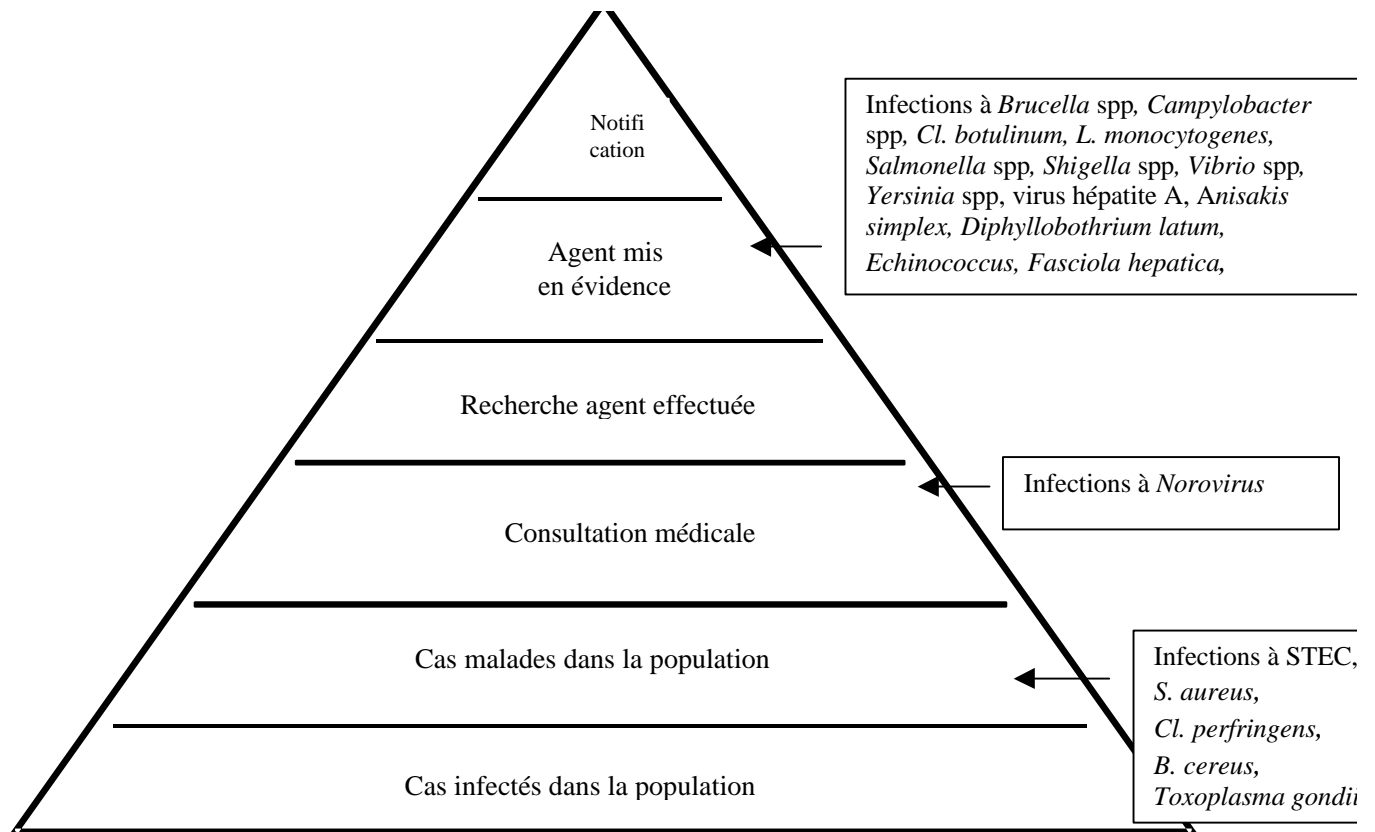 Notifi
cation
Agent mis
en évidence
Recherche agent effectuée
Consultation médicale
Cas malades dans la population
Cas infectés dans la population
Infections à Brucella spp, Campylobacter
spp, Cl. botulinum, L. monocytogenes,
Salmonella spp, Shigella spp, Vibrio spp,
Yersinia spp, virus hépatite A, Anisakis
simplex, Diphyllobothrium latum,
Echinococcus, Fasciola hepatica,
Infections à Norovirus
Infections à STEC,
S. aureus,
Cl. perfringens,
B. cereus,
Toxoplasma gondii